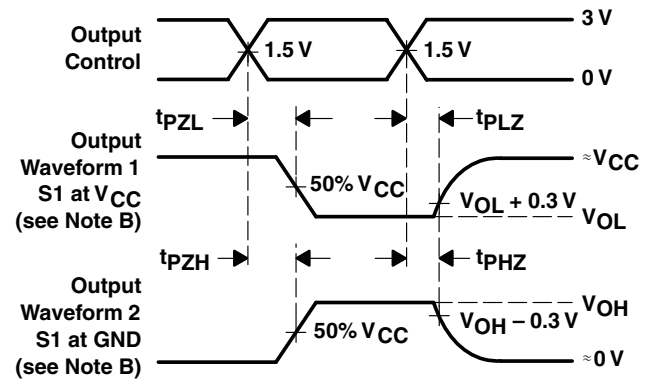 Output
Control
3 V
1.5 V
1.5 V
0 V
tPZL
tPLZ
Output
Waveform 1
S1 at VCC
(see Note B)
≈VCC
50% VCC
VOL + 0.3 V
VOL
tPZH
tPHZ
Output
Waveform 2
S1 at GND
(see Note B)
VOH
VOH − 0.3 V
50% VCC
≈0 V